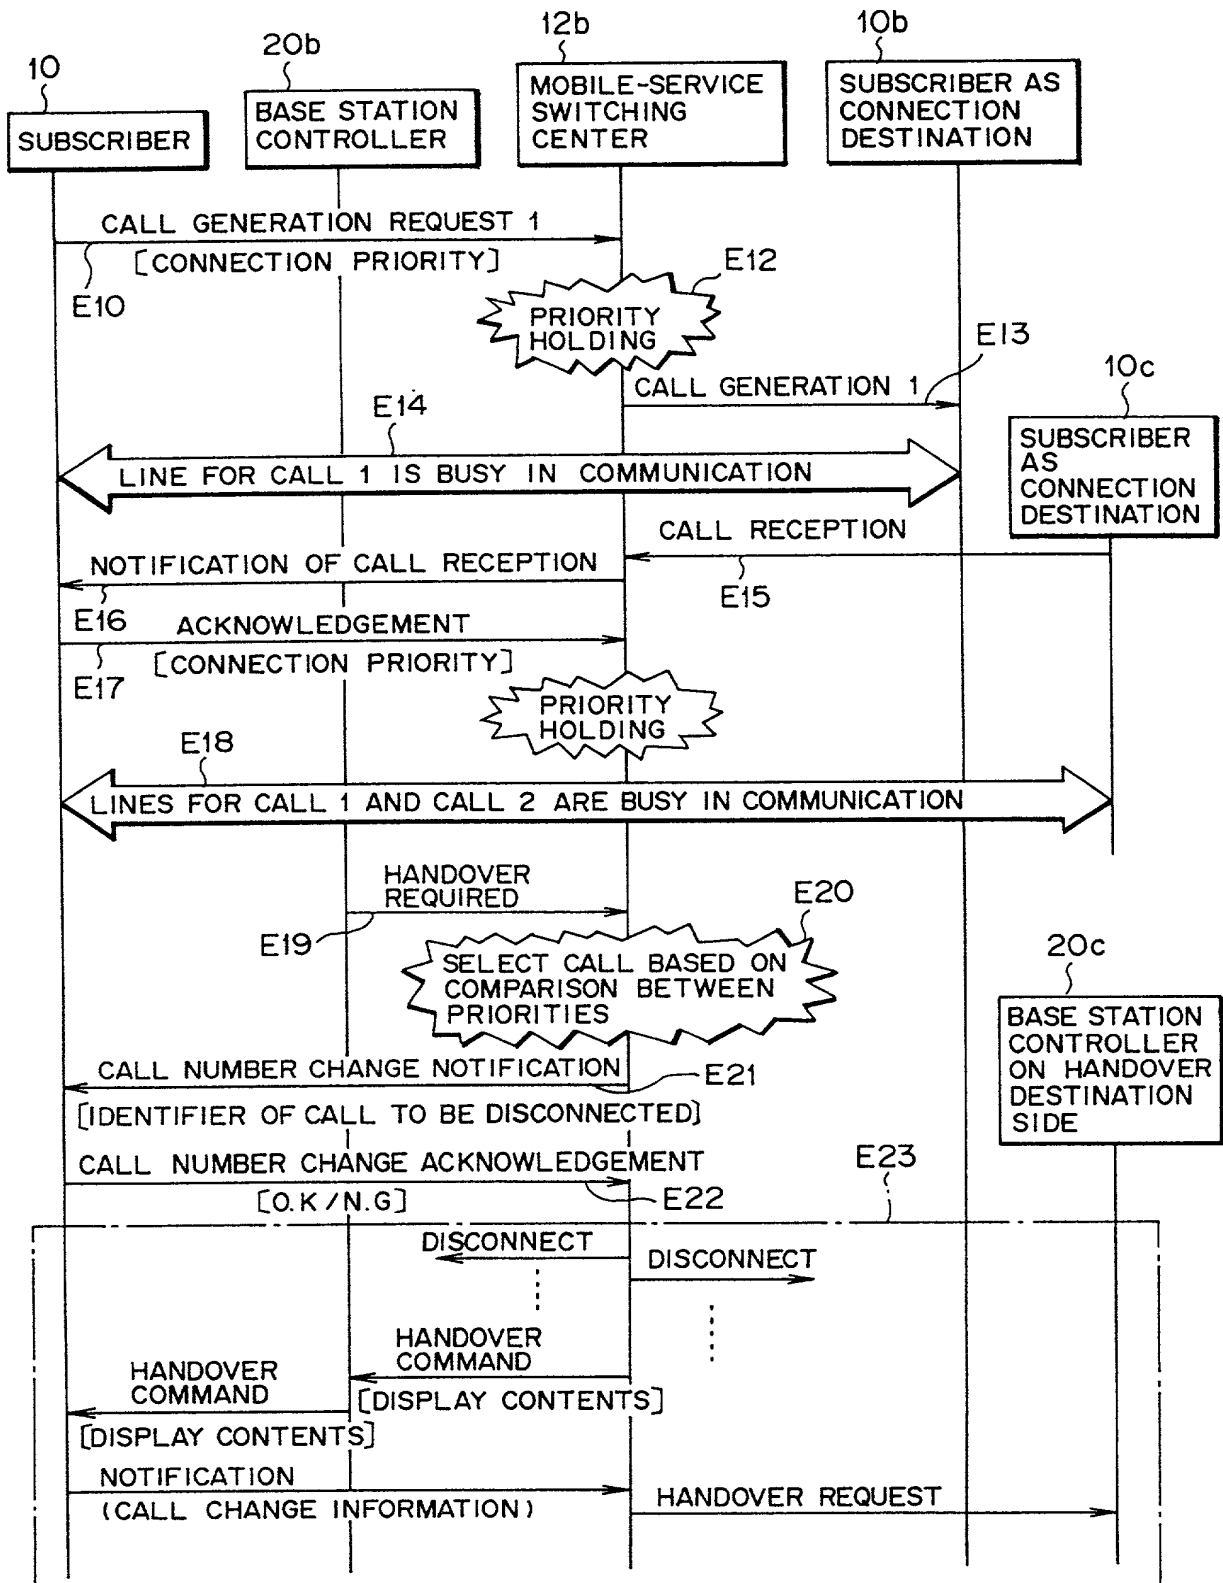 10
20b
12b
10b
SUBSCRIBER
BASE STATION
CONTROLLER
MOBILE-SERVICE
SWITCHING
CENTER
SUBSCRIBER AS
CONNECTION
DESTINATION
CALL GENERATION REQUEST 1
[CONNECTION PRIORITY]
E10
E12
PRIORITY
HOLDING
E13
CALL GENERATION 1
10c
SUBSCRIBER
AS
CONNECTION
DESTINATION
E14
LINE FOR CALL 1 IS BUSY IN COMMUNICATION
CALL RECEPTION
E15
NOTIFICATION OF CALL RECEPTION
E16
ACKNOWLEDGEMENT
[CONNECTION PRIORITY]
E17
PRIORITY
HOLDING
E18
LINES FOR CALL 1 AND CALL 2 ARE BUSY IN COMMUNICATION
HANDOVER
REQUIRED
E19
E20
SELECT CALL BASED ON
COMPARISON BETWEEN
PRIORITIES
20c
BASE STATION
CONTROLLER
ON HANDOVER
DESTINATION
SIDE
CALL NUMBER CHANGE NOTIFICATION
E21
[IDENTIFIER OF CALL TO BE DISCONNECTED]
CALL NUMBER CHANGE ACKNOWLEDGEMENT
[O.K/N.G]
E22
E23
DISCONNECT
DISCONNECT
HANDOVER
COMMAND
[DISPLAY CONTENTS]
HANDOVER
COMMAND
[DISPLAY CONTENTS]
NOTIFICATION
(CALL CHANGE INFORMATION)
HANDOVER REQUEST